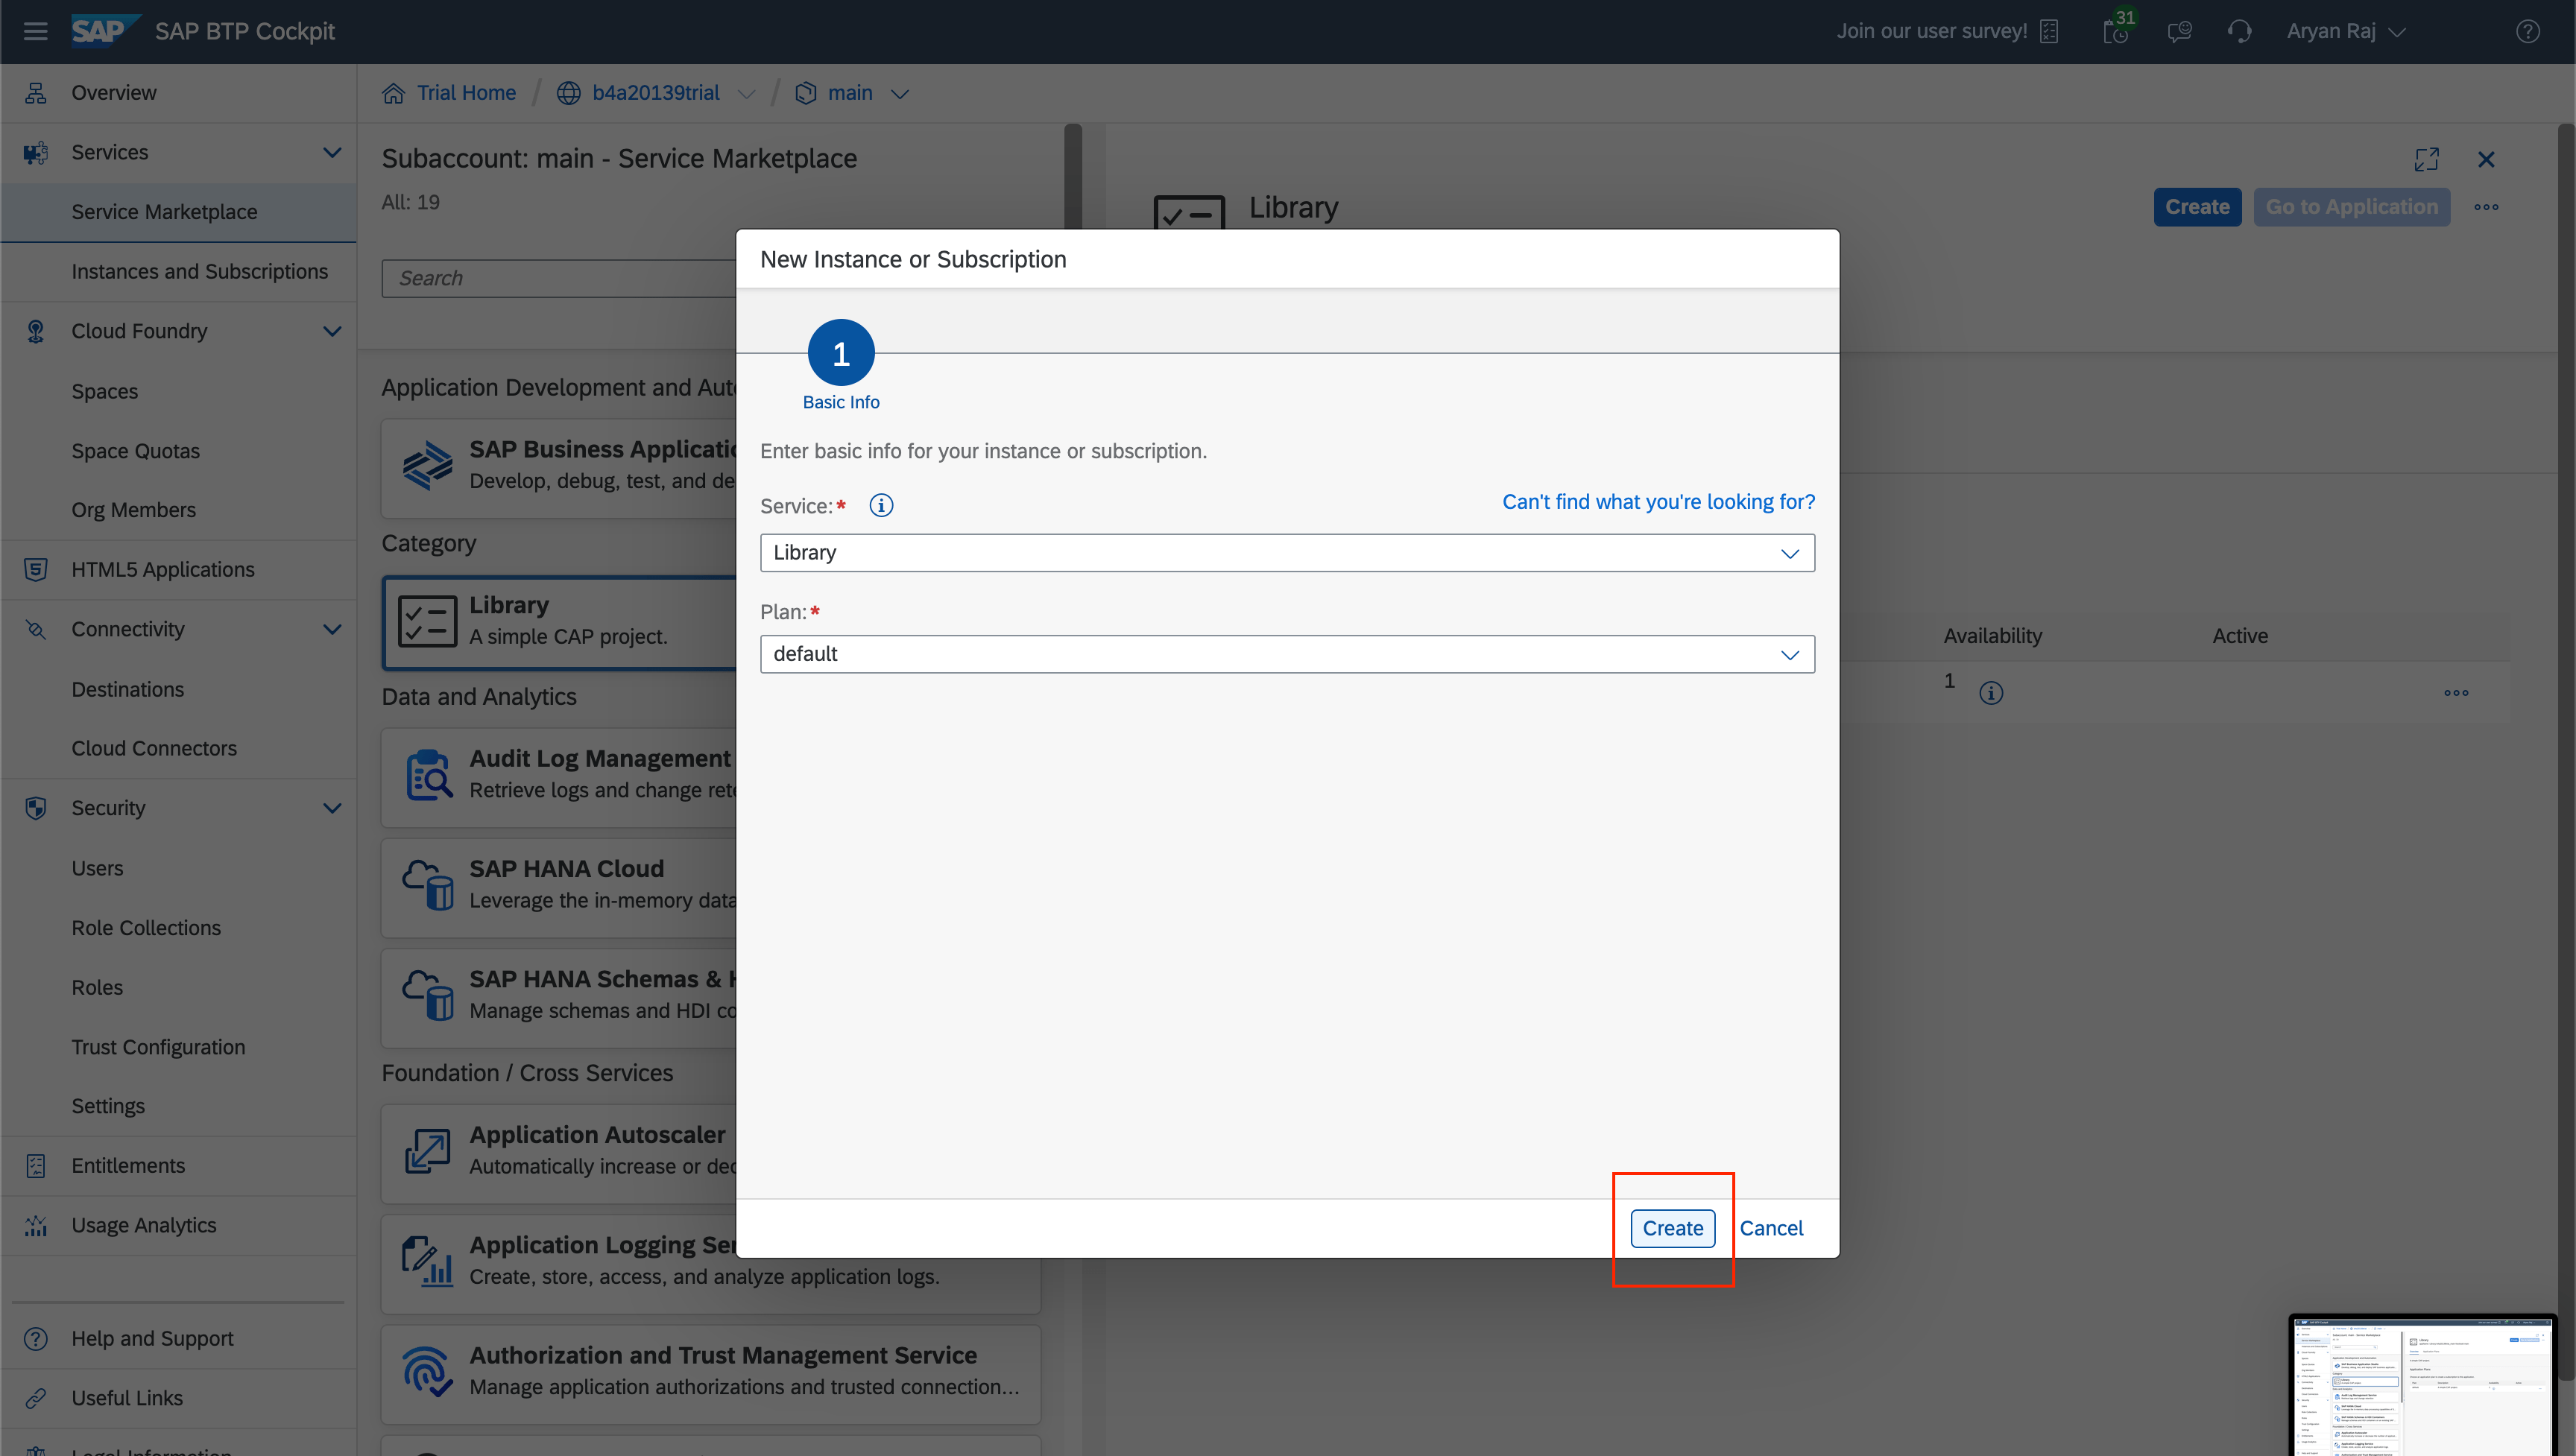 SAP SAP BTP Cockpit
Join our user survey!
31
Aryan Raj
Overview
Services
Service Marketplace
Instances and Subscriptions
Cloud Foundry
Spaces
Space Quotas
Org Members
HTML5 Applications
Connectivity
Destinations
Cloud Connectors
Security
Users
Role Collections
Roles
Trust Configuration
Settings
Entitlements
Usage Analytics
Help and Support
Useful Links
Legal Information
Trial Home / b4a20139trial / main
Subaccount: main - Service Marketplace
All: 19
Search
Application Development and Aut
SAP Business Applicatio
Develop, debug, test, and de
Category
Library
A simple CAP project.
Data and Analytics
Audit Log Management
Retrieve logs and change rete
SAP HANA Cloud
Leverage the in-memory data
SAP HANA Schemas & H
Manage schemas and HDI co
Foundation / Cross Services
Application Autoscaler
Automatically increase or dec
Application Logging Ser
Create, store, access, and analyze application logs.
Authorization and Trust Management Service
Manage application authorizations and trusted connection...
Library
Create
Go to Application
Availability
Active
1
New Instance or Subscription
1
Basic Info
Enter basic info for your instance or subscription.
Service:*
Can't find what you're looking for?
Library
Plan:*
default
Create
Cancel